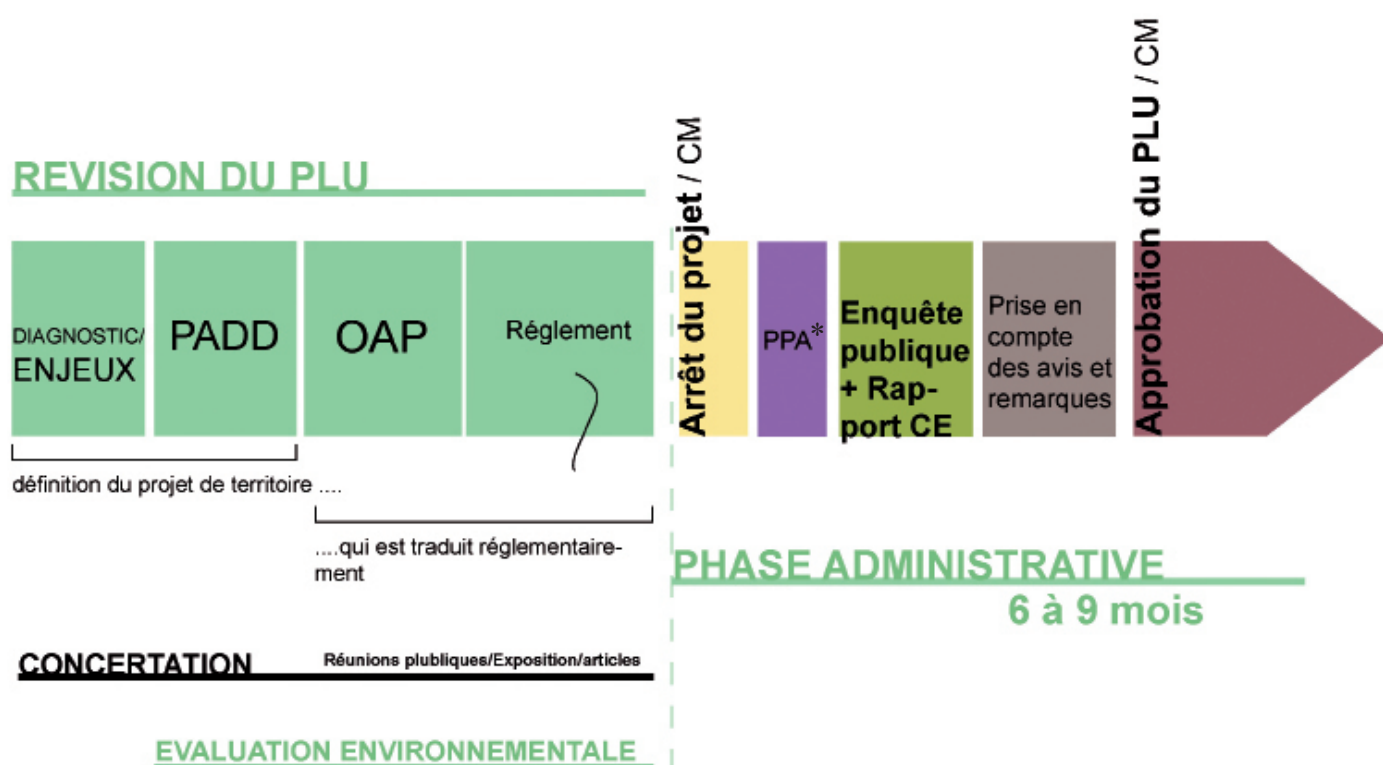 REVISION DU PLU
DIAGNOSTIC/
ENJEUX
PADD
OAP
Réglement
Arrêt du projet / CM
PPA*
Enquête
publique
+ Rap-
port CE
Prise en
compte
des avis et
remarques
Approbation du PLU / CM
définition du projet de territoire ....
....qui est traduit réglementaire-
ment
PHASE ADMINISTRATIVE
6 à 9 mois
CONCERTATION
Réunions plubliques/Exposition/articles
EVALUATION ENVIRONNEMENTALE